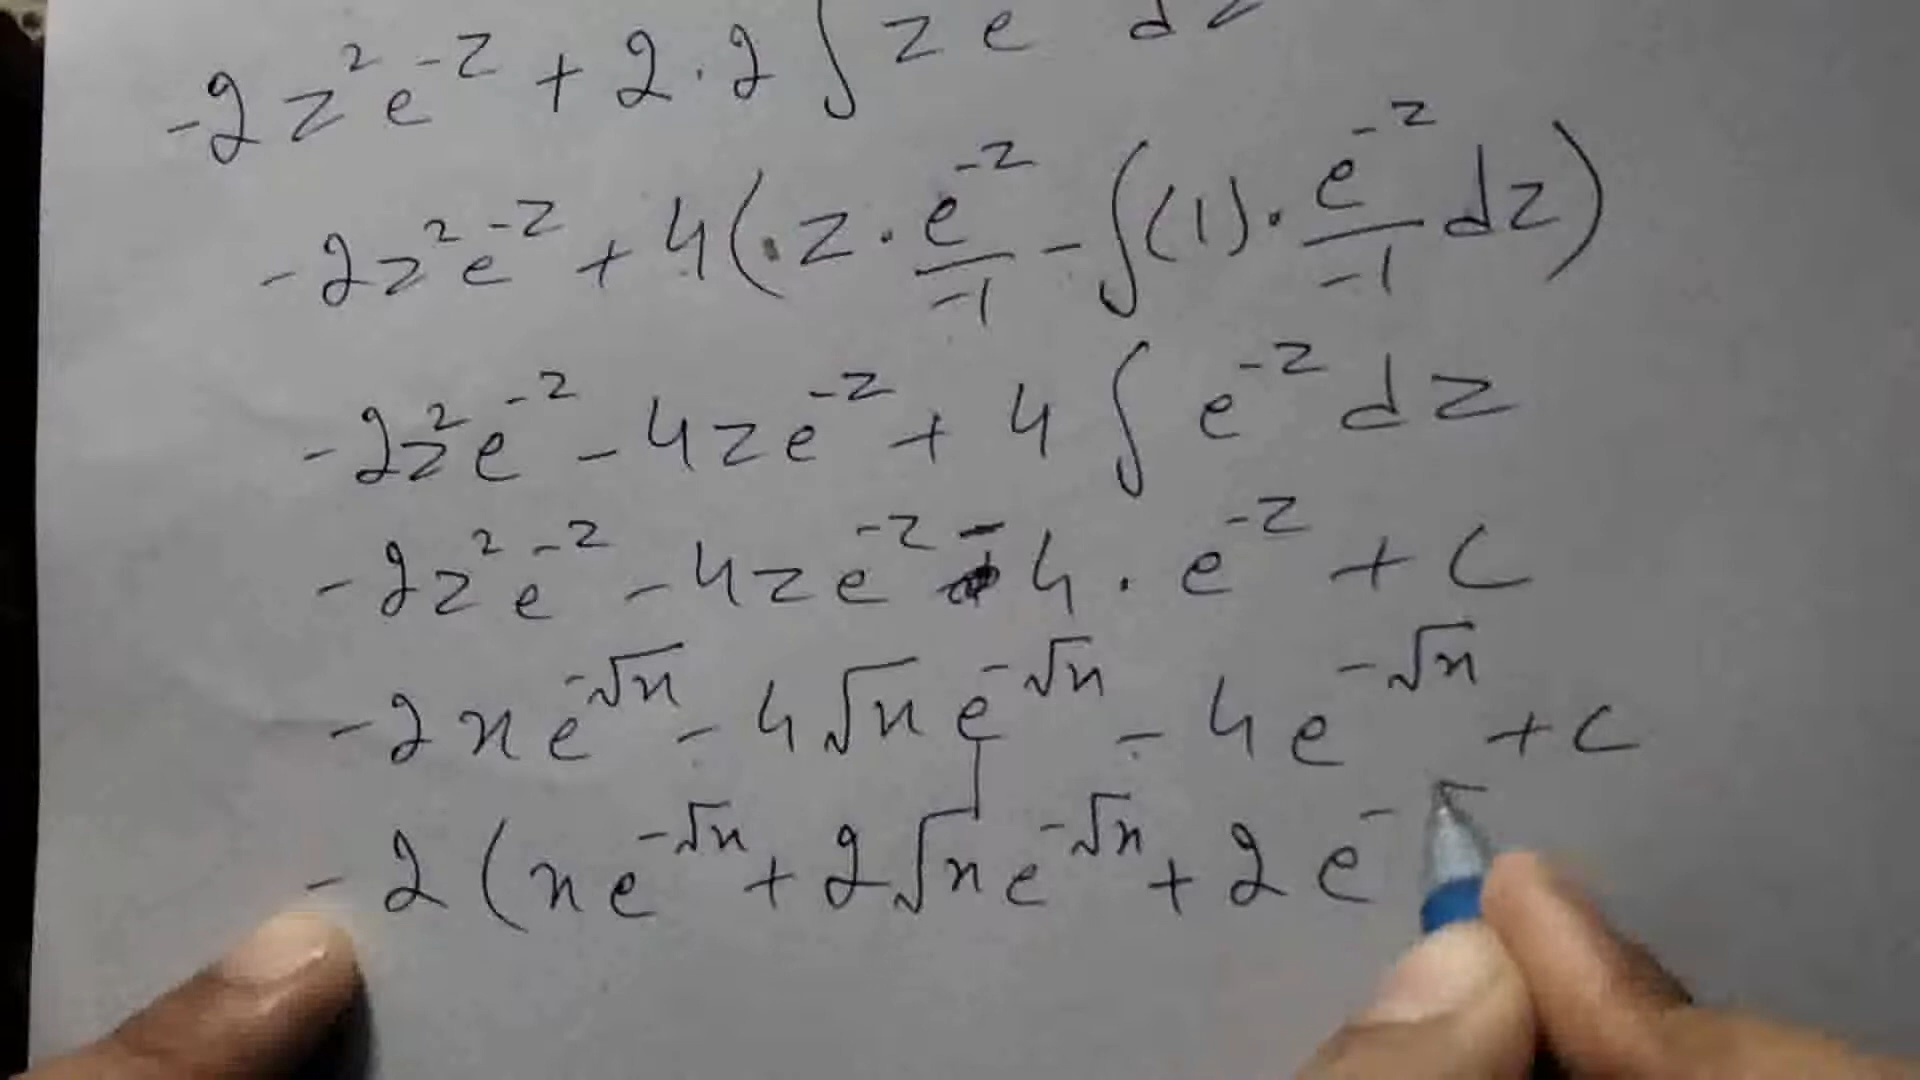 -2z²e^-z + 2.2 ∫ z e dz
-2z²e^-z + 4(.z.e^-z/-1 - ∫(1).e^-z/-1 dz)
-2z²e^-z - 4ze^-z + 4 ∫ e^-z dz
-2z²e^-z - 4ze^-z - 4.e^-z + c
-2xe^-√x - 4√x e^-√x - 4e^-√x + c
-2(xe^-√x + 2√x e^-√x + 2e^-√